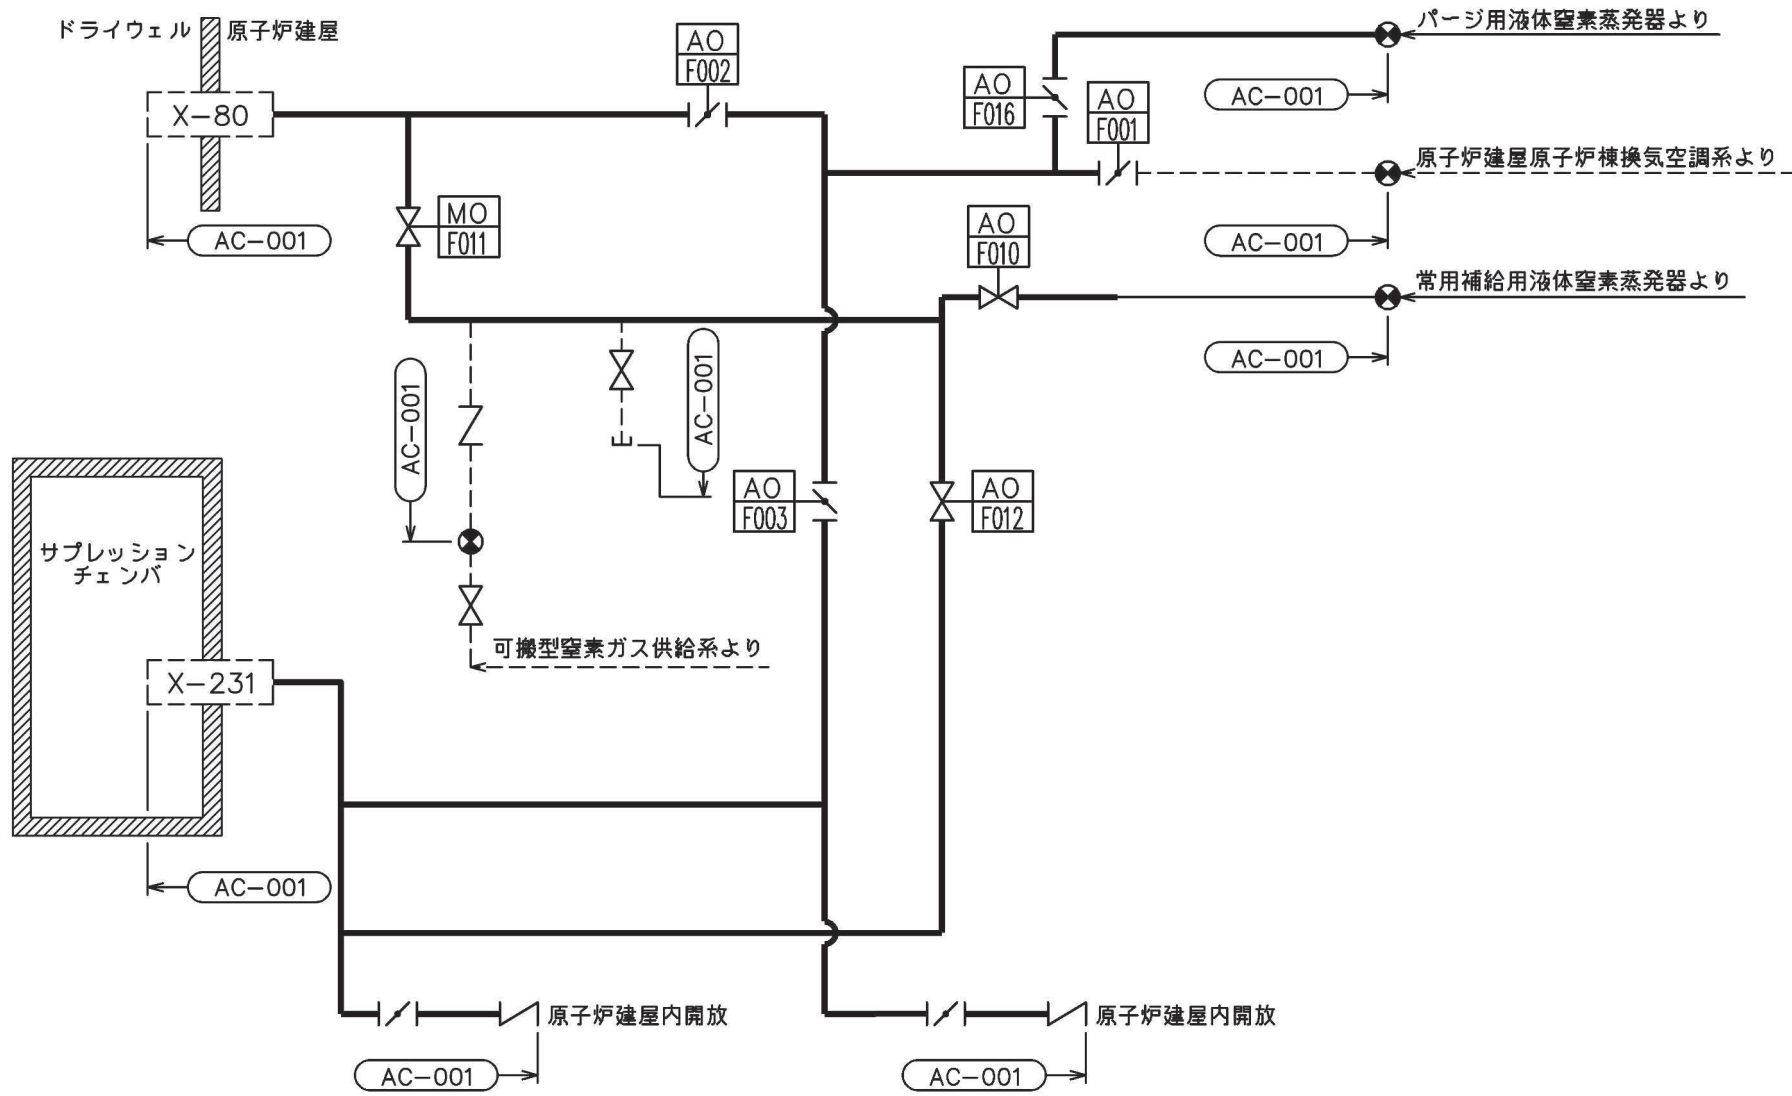 ドライウェル
原子炉建屋
X-80
AC-001
AO
F002
MO
F011
パージ用液体窒素蒸発器より
AC-001
AO
F016
AO
F001
原子炉建屋原子炉棟換気空調系より
AC-001
AO
F010
常用補給用液体窒素蒸発器より
AC-001
AC-001
AC-001
AO
F003
AO
F012
サプレッション
チェンバ
可搬型窒素ガス供給系より
X-231
AC-001
原子炉建屋内開放
AC-001
原子炉建屋内開放
AC-001